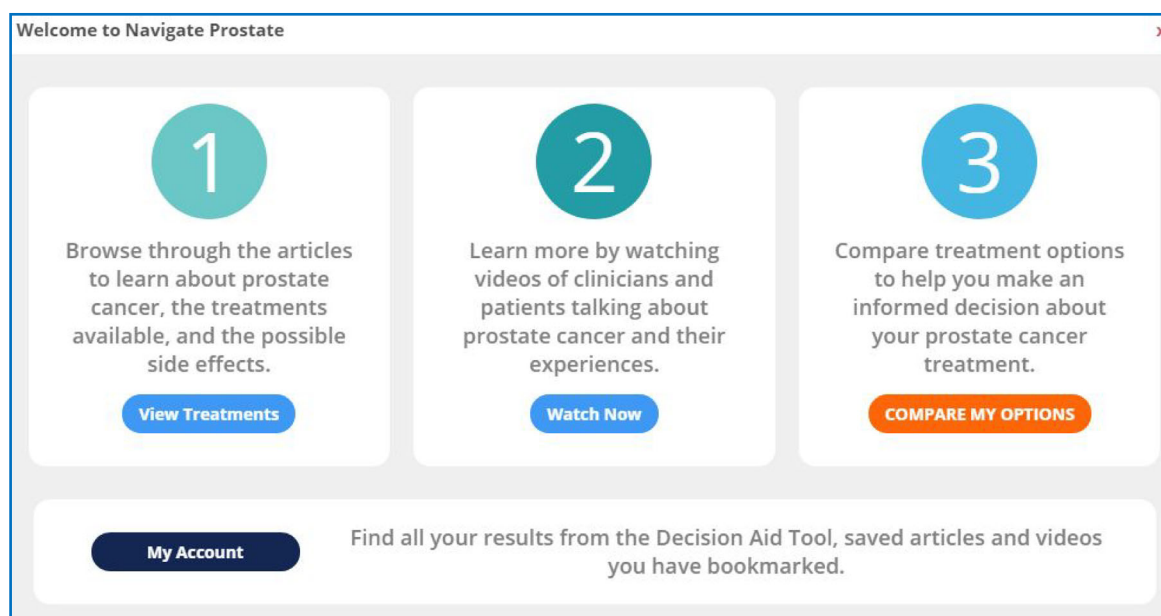 Welcome to Navigate Prostate
x
1
Browse through the articles
to learn about prostate
cancer, the treatments
available, and the possible
side effects.
View Treatments
2
Learn more by watching
videos of clinicians and
patients talking about
prostate cancer and their
experiences.
Watch Now
3
Compare treatment options
to help you make an
informed decision about
your prostate cancer
treatment.
COMPARE MY OPTIONS
My Account
Find all your results from the Decision Aid Tool, saved articles and videos
you have bookmarked.